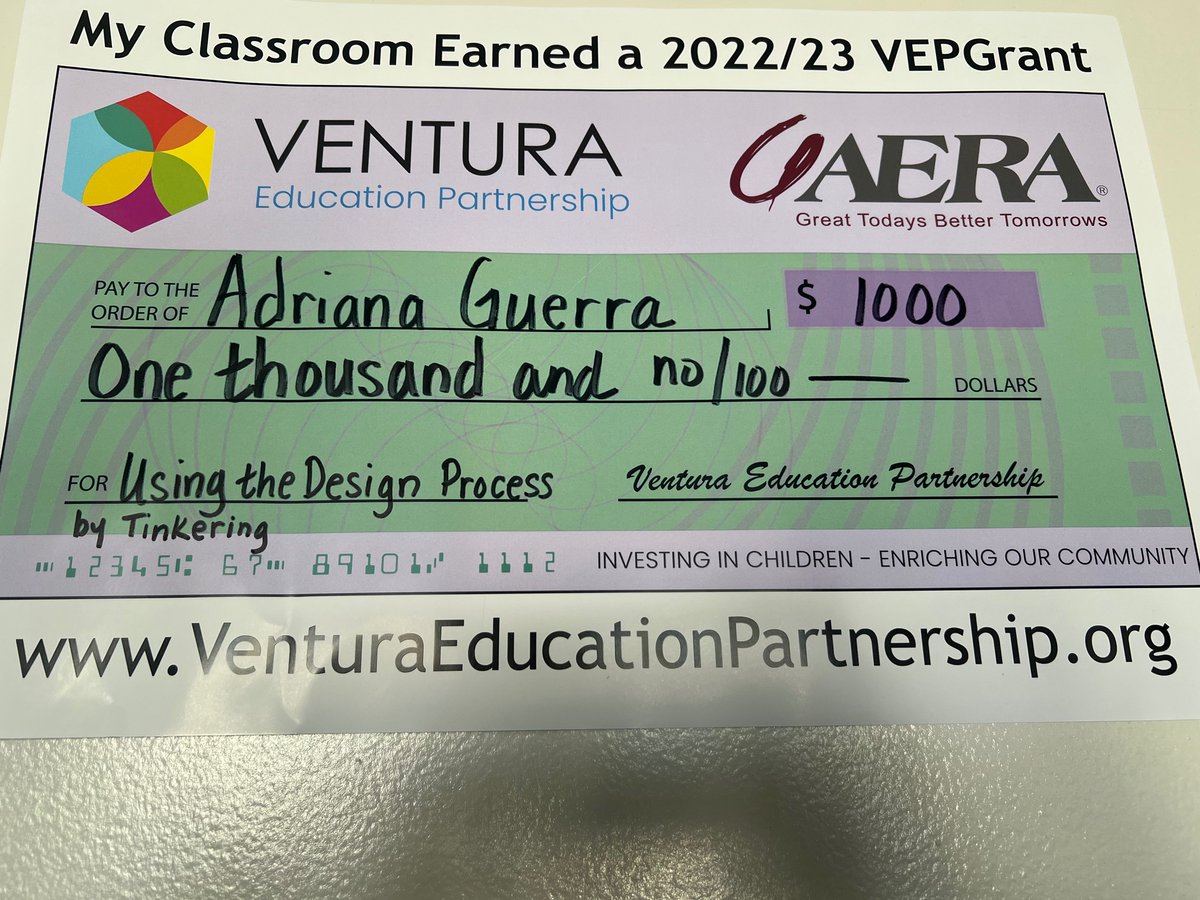 My Classroom Earned a 2022/23 VEPGrant
VENTURA
Education Partnership
AERA®
Great Todays Better Tomorrows
PAY TO THE
ORDER OF Adriana Guerra $ 1000
One thousand and no/100 — DOLLARS
FOR Using the Design Process
by Tinkering
Ventura Education Partnership
12345 67 89101 1112
INVESTING IN CHILDREN – ENRICHING OUR COMMUNITY
www.VenturaEducationPartnership.org